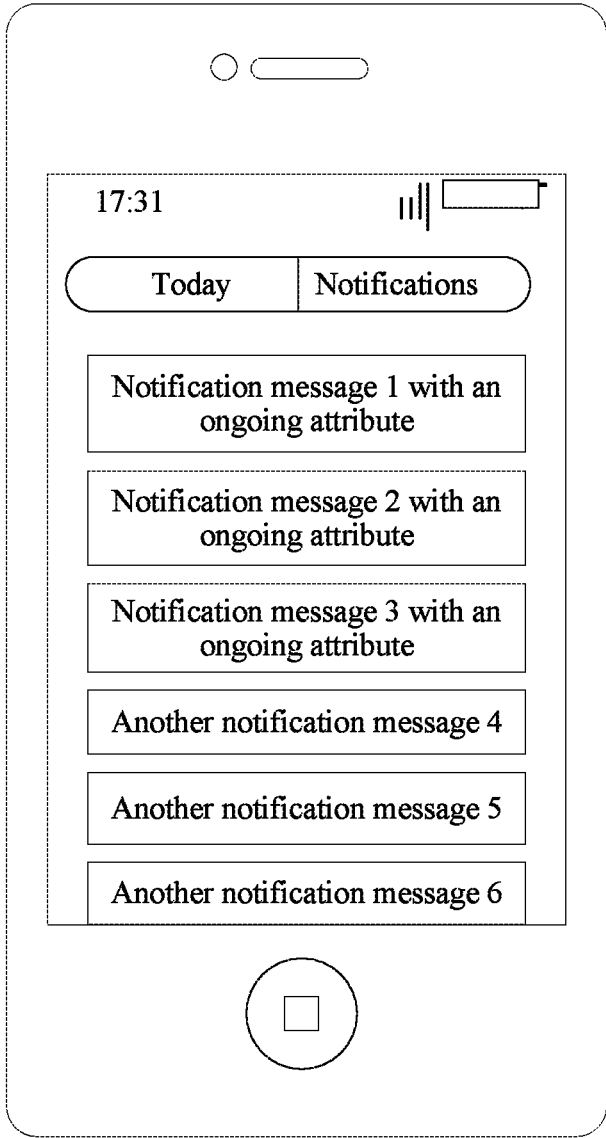 17:31
Today Notifications
Notification message 1 with an
ongoing attribute
Notification message 2 with an
ongoing attribute
Notification message 3 with an
ongoing attribute
Another notification message 4
Another notification message 5
Another notification message 6